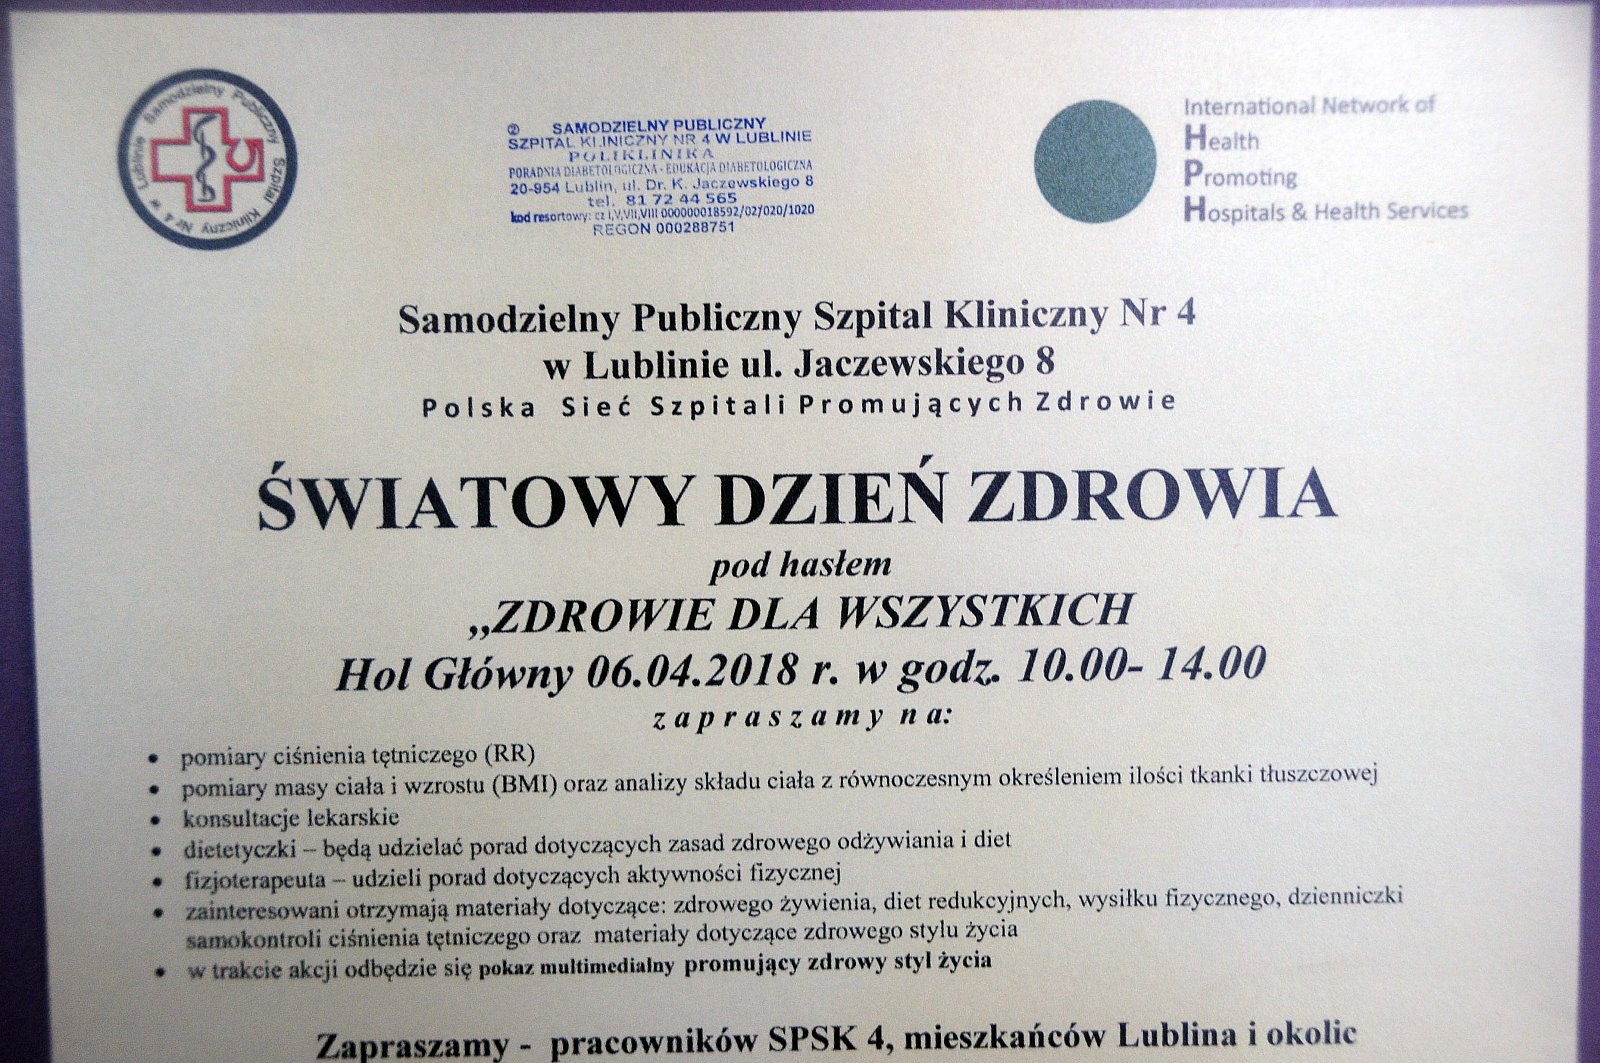 Samodzielny Publiczny Szpital Kliniczny Nr 4 w Lublinie
② SAMODZIELNY PUBLICZNY
SZPITAL KLINICZNY NR 4 W LUBLINIE
POLIKLINIKA
PORADNIA DIABETOLOGICZNA - EDUKACJA DIABETOLOGICZNA
20-954 Lublin, ul. Dr. K. Jaczewskiego 8
tel. 81 72 44 565
kod resortowy: cz I,V,VII,VIII 000000018592/02/020/1020
REGON 000288751
International Network of
Health
Promoting
Hospitals & Health Services
Samodzielny Publiczny Szpital Kliniczny Nr 4
w Lublinie ul. Jaczewskiego 8
Polska Sieć Szpitali Promujących Zdrowie
ŚWIATOWY DZIEŃ ZDROWIA
pod hasłem
„ZDROWIE DLA WSZYSTKICH
Hol Główny 06.04.2018 r. w godz. 10.00- 14.00
zapraszamy na:
• pomiary ciśnienia tętniczego (RR)
• pomiary masy ciała i wzrostu (BMI) oraz analizy składu ciała z równoczesnym określeniem ilości tkanki tłuszczowej
• konsultacje lekarskie
• dietetyczki – będą udzielać porad dotyczących zasad zdrowego odżywiania i diet
• fizjoterapeuta – udzieli porad dotyczących aktywności fizycznej
• zainteresowani otrzymają materiały dotyczące: zdrowego żywienia, diet redukcyjnych, wysiłku fizycznego, dzienniczki
samokontroli ciśnienia tętniczego oraz materiały dotyczące zdrowego stylu życia
• w trakcie akcji odbędzie się pokaz multimedialny promujący zdrowy styl życia
Zapraszamy - pracowników SPSK 4, mieszkańców Lublina i okolic